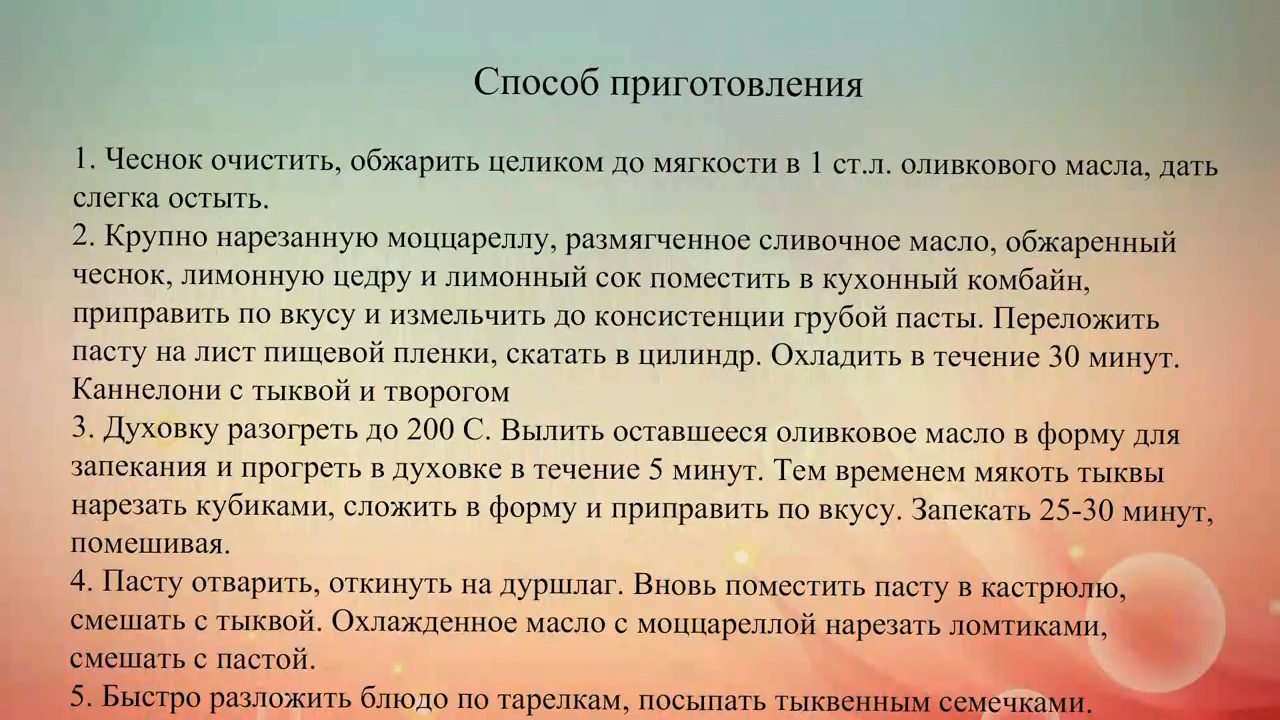 Способ приготовления
1. Чеснок очистить, обжарить целиком до мягкости в 1 ст.л. оливкового масла, дать
слегка остыть.
2. Крупно нарезанную моццареллу, размягченное сливочное масло, обжаренный
чеснок, лимонную цедру и лимонный сок поместить в кухонный комбайн,
приправить по вкусу и измельчить до консистенции грубой пасты. Переложить
пасту на лист пищевой пленки, скатать в цилиндр. Охладить в течение 30 минут.
Каннелони с тыквой и творогом
3. Духовку разогреть до 200 С. Вылить оставшееся оливковое масло в форму для
запекания и прогреть в духовке в течение 5 минут. Тем временем мякоть тыквы
нарезать кубиками, сложить в форму и приправить по вкусу. Запекать 25-30 минут,
помешивая.
4. Пасту отварить, откинуть на дуршлаг. Вновь поместить пасту в кастрюлю,
смешать с тыквой. Охлажденное масло с моццареллой нарезать ломтиками,
смешать с пастой.
5. Быстро разложить блюдо по тарелкам, посыпать тыквенным семечками.